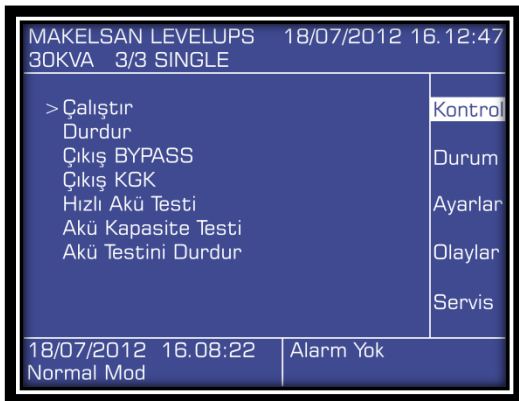 MAKELSAN LEVELUPS 18/07/2012 16.12:47
30KVA 3/3 SINGLE
>Çalıştır
Durdur
Çıkış BYPASS
Çıkış KGK
Hızlı Akü Testi
Akü Kapasite Testi
Akü Testini Durdur
Kontrol
Durum
Ayarlar
Olaylar
Servis
18/07/2012 16.08:22
Normal Mod
Alarm Yok